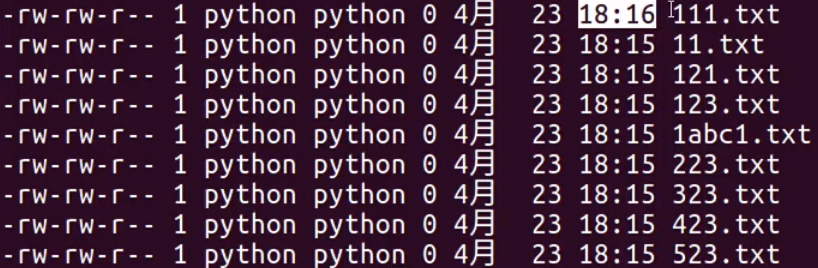 -rw-rw-r-- 1 python python 0 4月 23 18:16 111.txt
-rw-rw-r-- 1 python python 0 4月 23 18:15 11.txt
-rw-rw-r-- 1 python python 0 4月 23 18:15 121.txt
-rw-rw-r-- 1 python python 0 4月 23 18:15 123.txt
-rw-rw-r-- 1 python python 0 4月 23 18:15 1abc1.txt
-rw-rw-r-- 1 python python 0 4月 23 18:15 223.txt
-rw-rw-r-- 1 python python 0 4月 23 18:15 323.txt
-rw-rw-r-- 1 python python 0 4月 23 18:15 423.txt
-rw-rw-r-- 1 python python 0 4月 23 18:15 523.txt